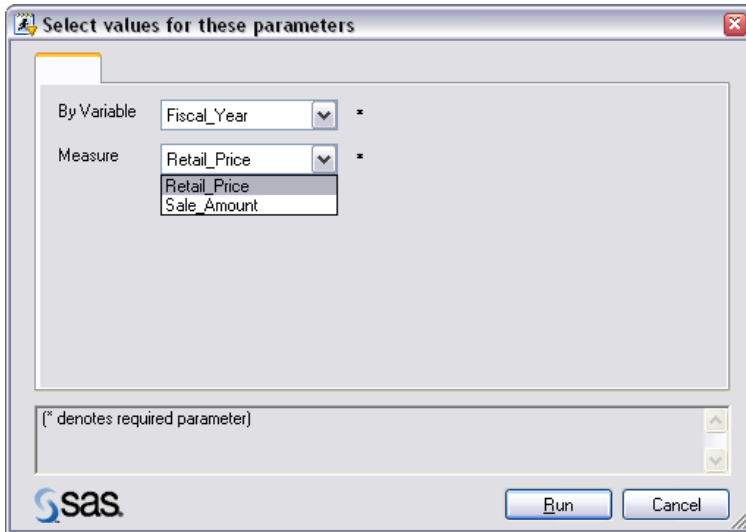 Select values for these parameters
By Variable Fiscal_Year *
Measure Retail_Price *
Retail_Price
Sale_Amount
(* denotes required parameter)
sas.
Run Cancel